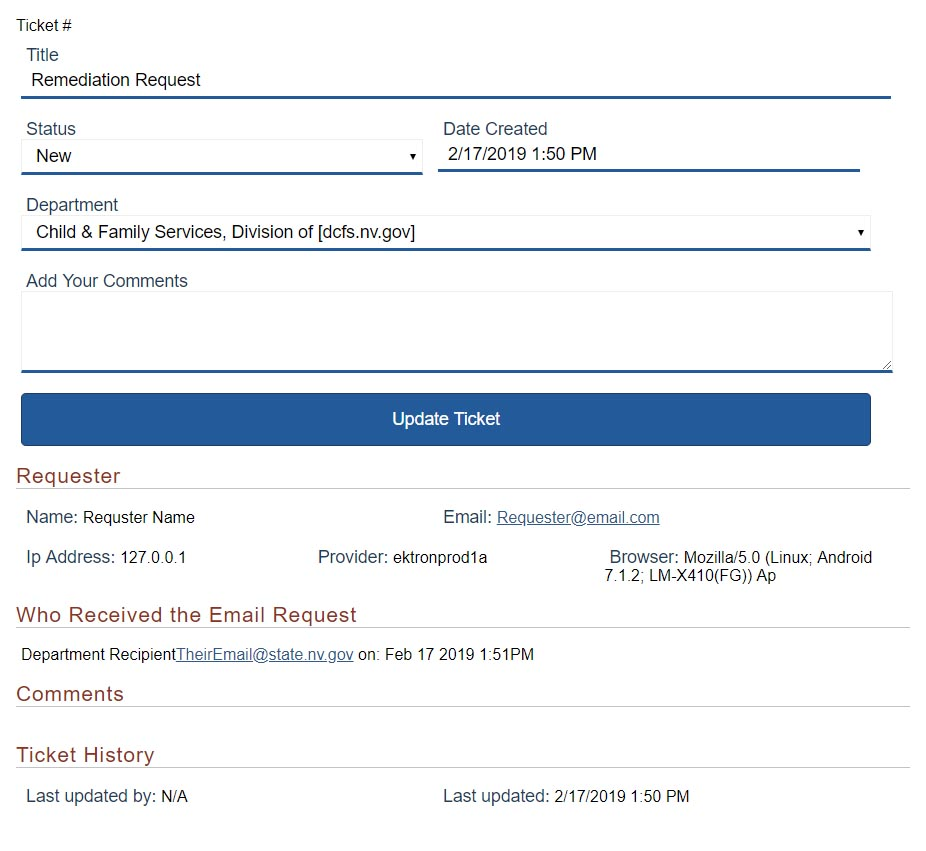 Ticket #
Title
Remediation Request
Status
Date Created
New
2/17/2019 1:50 PM
Department
Child & Family Services, Division of [dcfs.nv.gov]
Add Your Comments
Update Ticket
Requester
Name: Requster Name
Email: Requester@email.com
Ip Address: 127.0.0.1
Provider: ektronprod1a
Browser: Mozilla/5.0 (Linux; Android
7.1.2; LM-X410(FG)) Ap
Who Received the Email Request
Department RecipientTheirEmail@state.nv.gov on: Feb 17 2019 1:51PM
Comments
Ticket History
Last updated by: N/A
Last updated: 2/17/2019 1:50 PM